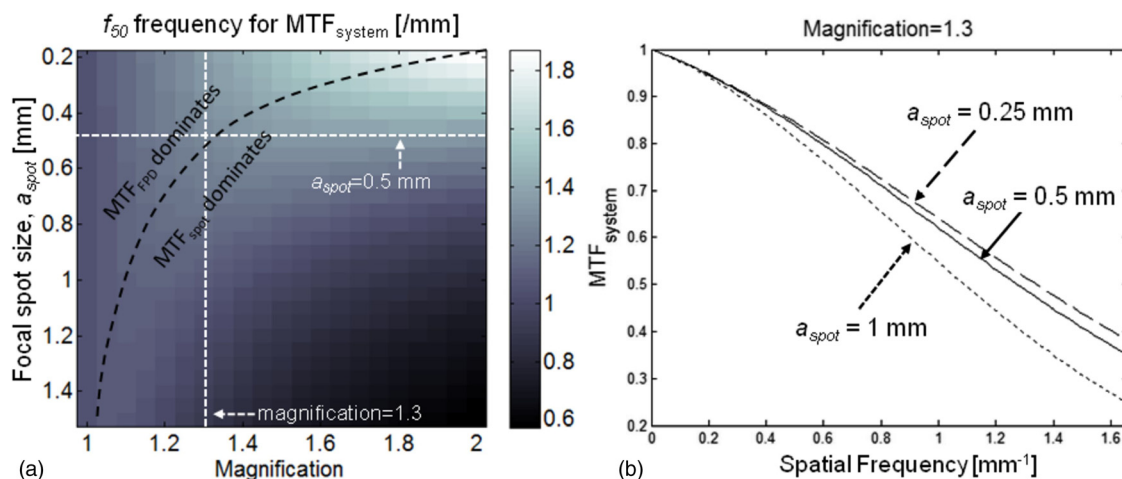 f50 frequency for MTFsystem [/mm]
0.2
0.4
0.6
0.8
1
1.2
1.4
Focal spot size, aspot [mm]
MTFFPD dominates
MTFspot dominates
aspot=0.5 mm
magnification=1.3
1 1.2 1.4 1.6 1.8 2
Magnification
1.8
1.6
1.4
1.2
1
0.8
0.6
(a)
Magnification=1.3
1
0.9
0.8
0.7
0.6
0.5
0.4
0.3
0.2
MTFsystem
aspot = 0.25 mm
aspot = 0.5 mm
aspot = 1 mm
0 0.2 0.4 0.6 0.8 1 1.2 1.4 1.6
Spatial Frequency [mm-1]
(b)